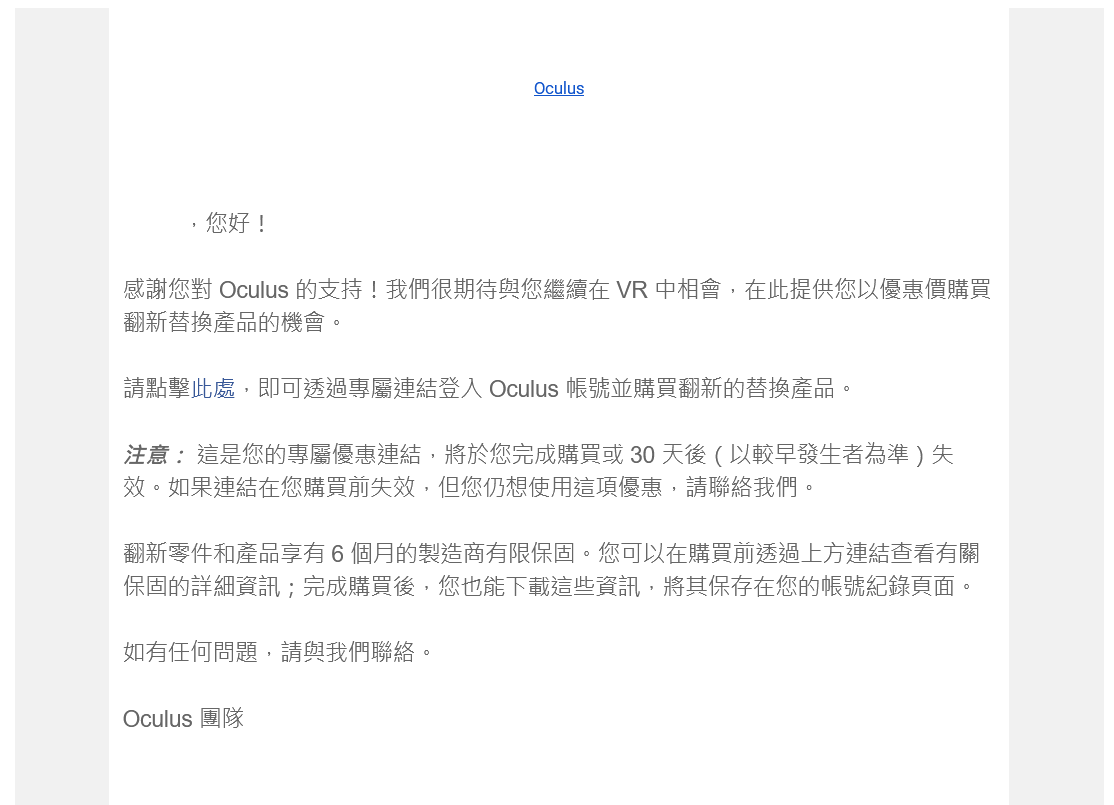 Oculus
，您好！
感謝您對 Oculus 的支持！我們很期待與您繼續在 VR 中相會，在此提供您以優惠價購買
翻新替換產品的機會。
請點擊此處，即可透過專屬連結登入 Oculus 帳號並購買翻新的替換產品。
注意： 這是您的專屬優惠連結，將於您完成購買或 30 天後（以較早發生者為準）失
效。如果連結在您購買前失效，但您仍想使用這項優惠，請聯絡我們。
翻新零件和產品享有 6 個月的製造商有限保固。您可以在購買前透過上方連結查看有關
保固的詳細資訊；完成購買後，您也能下載這些資訊，將其保存在您的帳號紀錄頁面。
如有任何問題，請與我們聯絡。
Oculus 團隊